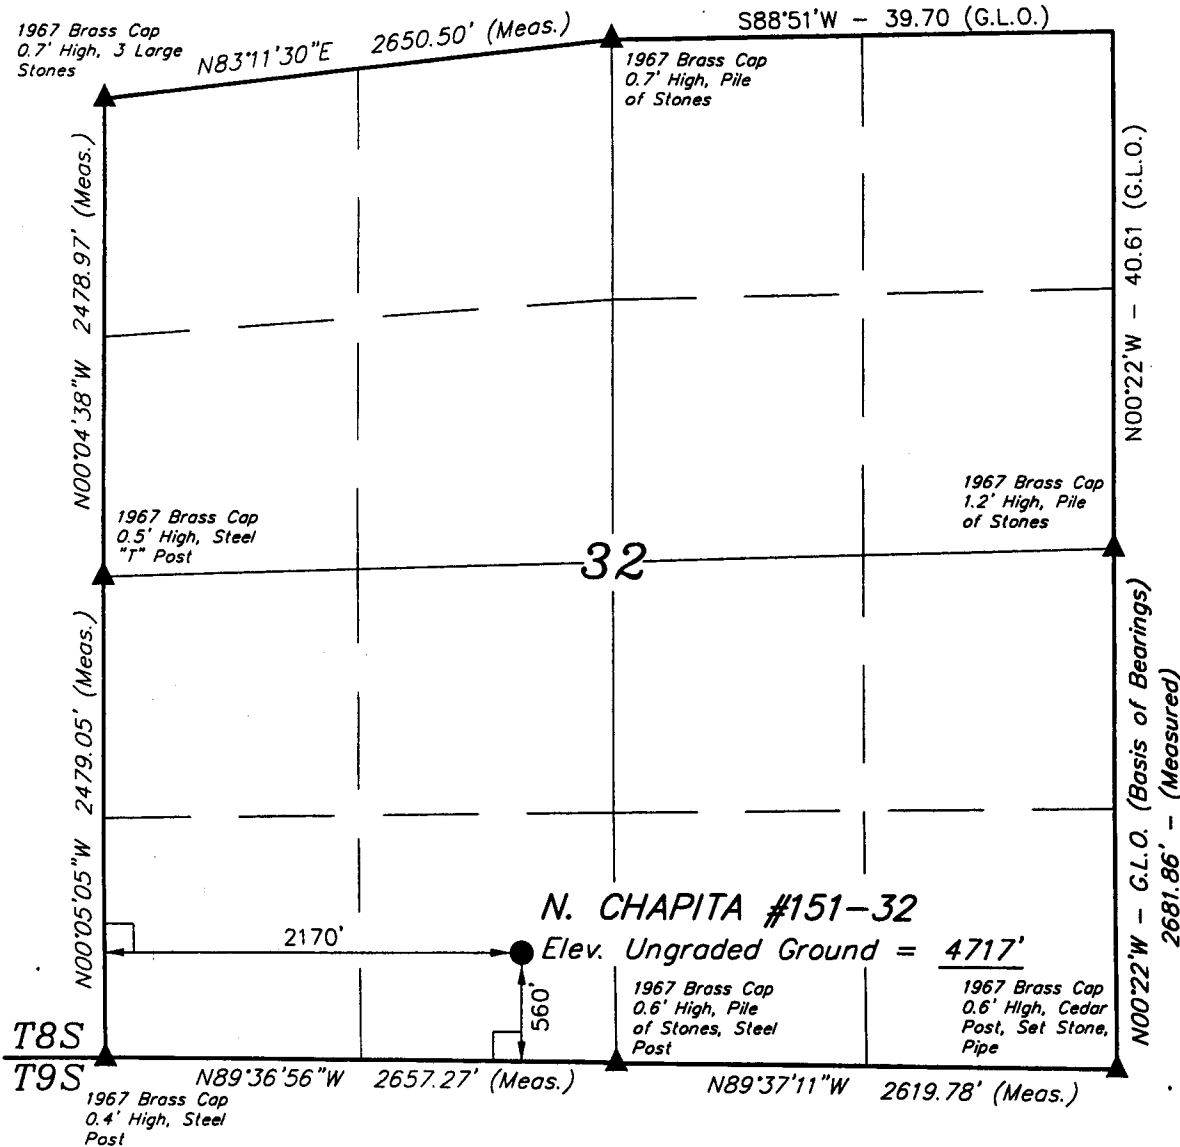 S88°51'W - 39.70 (G.L.O.)
1967 Brass Cap
0.7' High, 3 Large
Stones
N83°11'30"E 2650.50' (Meas.)
1967 Brass Cap
0.7' High, Pile
of Stones
N00°04'38"W 2478.97' (Meas.)
N00°22'W - 40.61 (G.L.O.)
1967 Brass Cap
0.5' High, Steel
"T" Post
1967 Brass Cap
1.2' High, Pile
of Stones
32
N00°05'05"W 2479.05' (Meas.)
N00°22'W - G.L.O. (Basis of Bearings)
2681.86' - (Measured)
N. CHAPITA #151-32
Elev. Ungraded Ground = 4717'
2170'
560'
1967 Brass Cap
0.6' High, Pile
of Stones, Steel
Post
1967 Brass Cap
0.6' High, Cedar
Post, Set Stone,
Pipe
T8S
T9S
N89°36'56"W 2657.27' (Meas.)
N89°37'11"W 2619.78' (Meas.)
1967 Brass Cap
0.4' High, Steel
Post